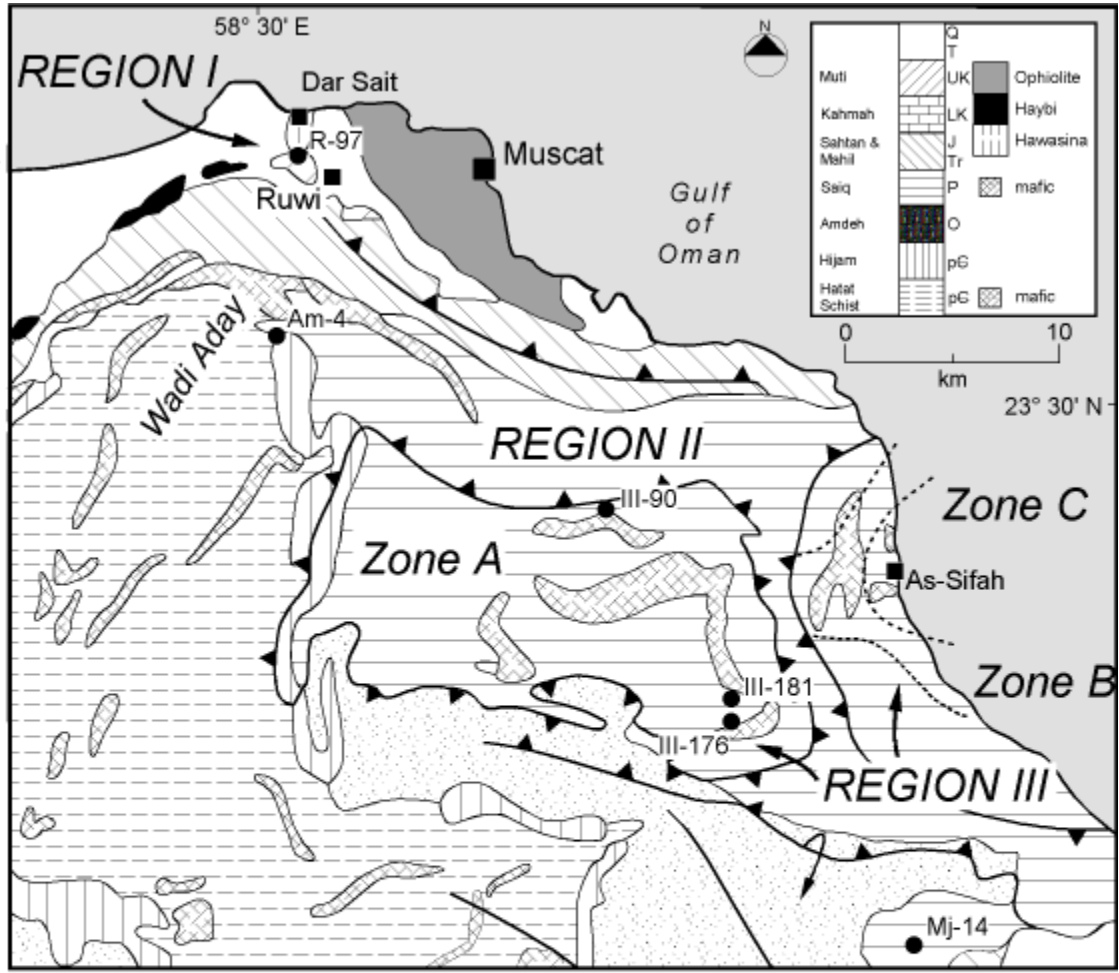 58° 30' E
REGION I
Dar Sait
R-97
Ruwi
Muscat
Gulf
of
Oman
N
Q
T
Muti
UK
Ophiolite
Kahmah
LK
Haybi
Sahtan &
Mahil
J
Tr
Hawasina
Saiq
P
mafic
Amdeh
O
Hijam
pЄ
Hatat
Schist
pЄ
mafic
0
10
km
23° 30' N
Am-4
Wadi Aday
REGION II
III-90
Zone A
Zone C
As-Sifah
Zone B
III-181
III-176
REGION III
Mj-14